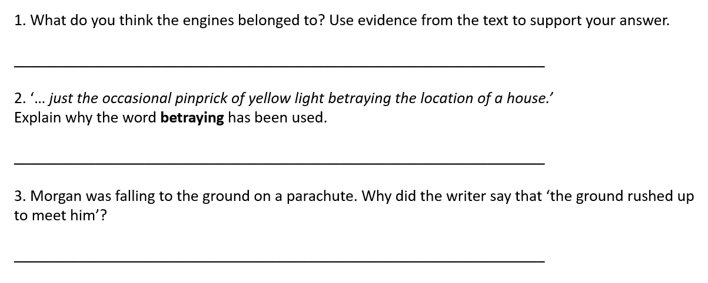 1. What do you think the engines belonged to? Use evidence from the text to support your answer.
2. ‘… just the occasional pinprick of yellow light betraying the location of a house.’
Explain why the word betraying has been used.
3. Morgan was falling to the ground on a parachute. Why did the writer say that ‘the ground rushed up
to meet him’?